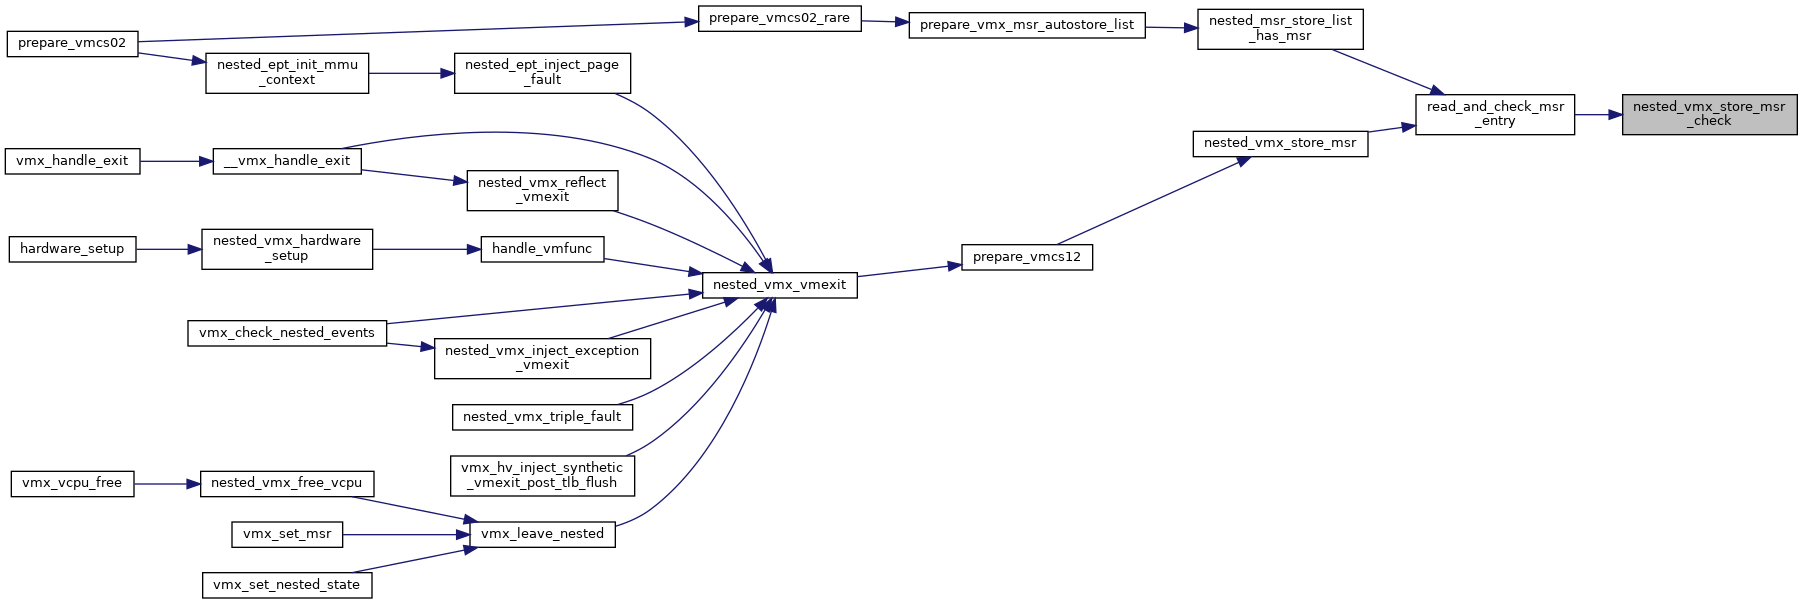 prepare_vmcs02
prepare_vmcs02_rare
prepare_vmx_msr_autostore_list
nested_msr_store_list
_has_msr
nested_ept_init_mmu
_context
nested_ept_inject_page
_fault
read_and_check_msr
_entry
nested_vmx_store_msr
_check
vmx_handle_exit
__vmx_handle_exit
nested_vmx_reflect
_vmexit
nested_vmx_store_msr
hardware_setup
nested_vmx_hardware
_setup
handle_vmfunc
prepare_vmcs12
nested_vmx_vmexit
vmx_check_nested_events
nested_vmx_inject_exception
_vmexit
nested_vmx_triple_fault
vmx_hv_inject_synthetic
_vmexit_post_tlb_flush
vmx_vcpu_free
nested_vmx_free_vcpu
vmx_set_msr
vmx_leave_nested
vmx_set_nested_state